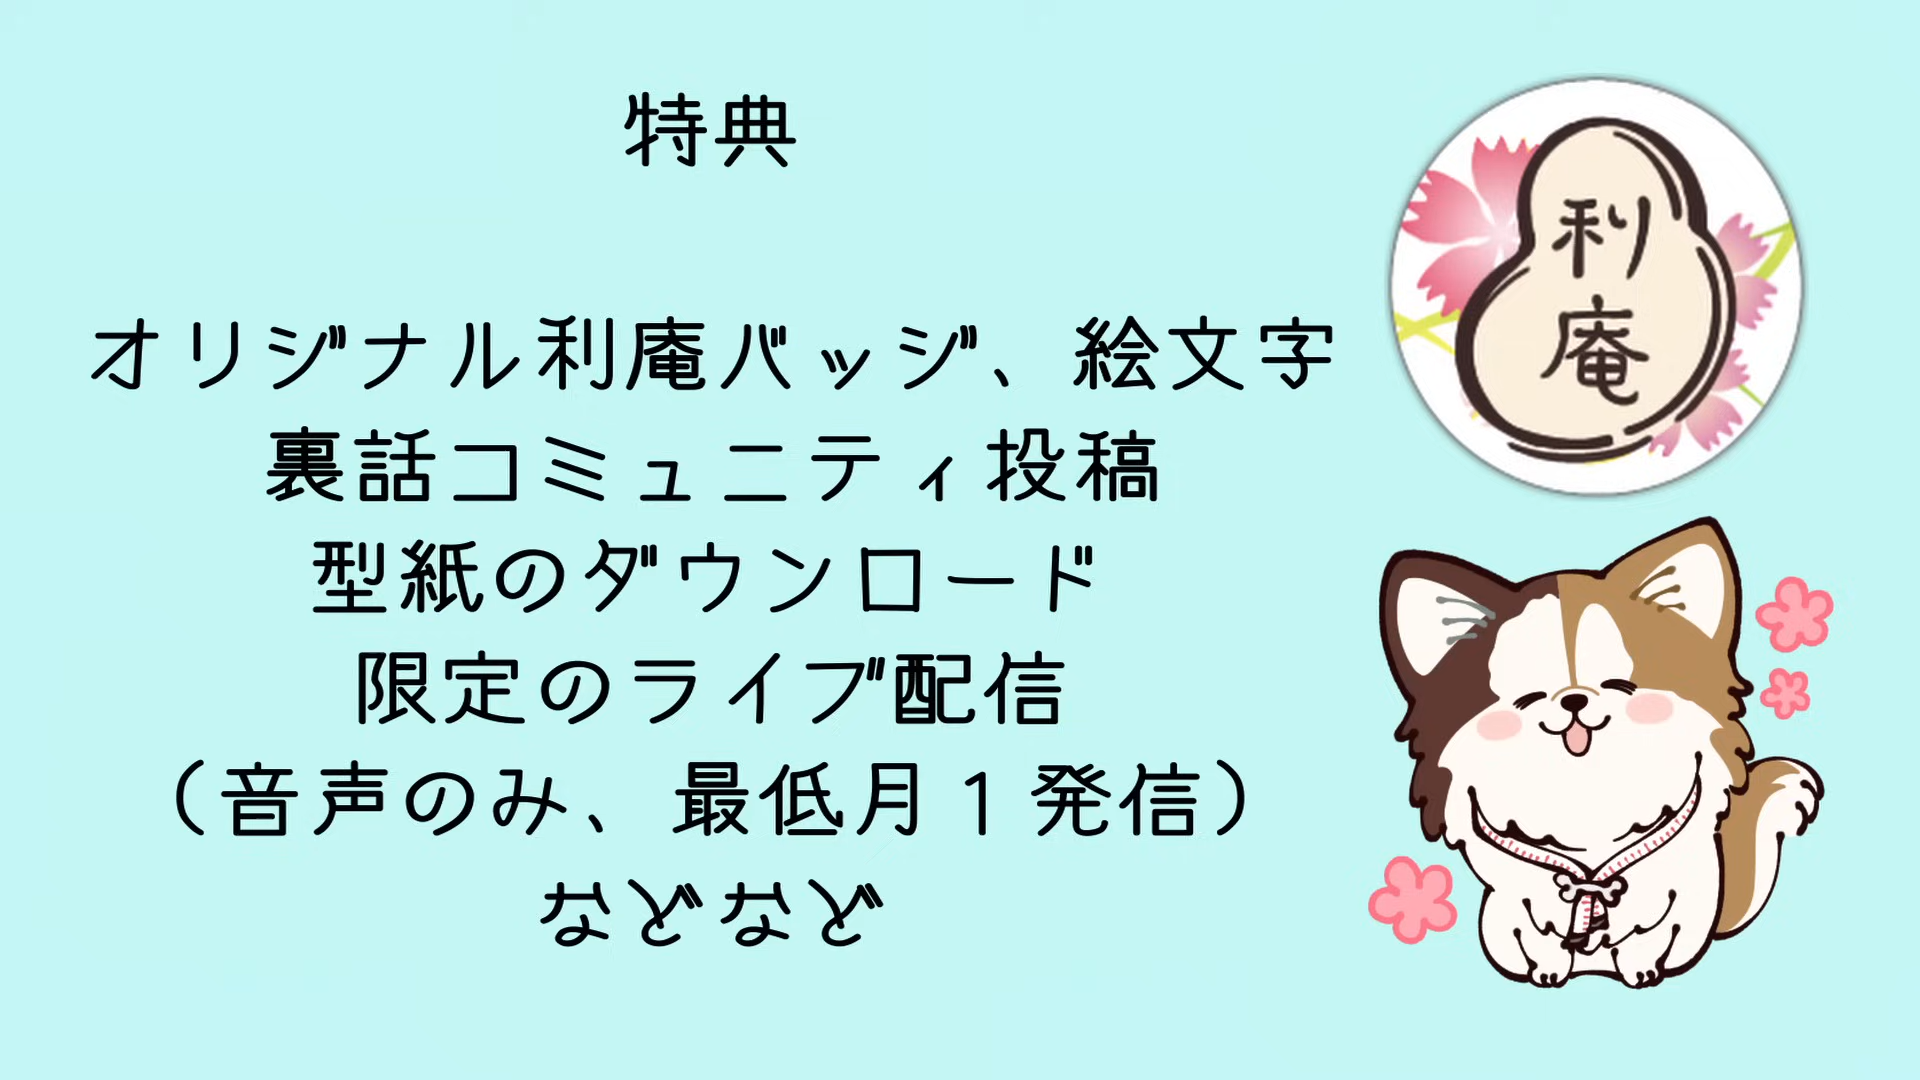 特典
オリジナル利庵バッジ、絵文字
裏話コミュニティ投稿
型紙のダウンロード
限定のライブ配信
（音声のみ、最低月１発信）
などなど
利
庵